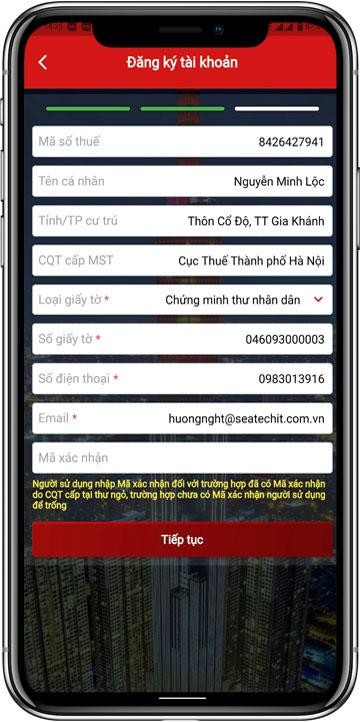 Đăng ký tài khoản
Mã số thuế 8426427941
Tên cá nhân Nguyễn Minh Lộc
Tỉnh/TP cư trú Thôn Cổ Độ, TT Gia Khánh
CQT cấp MST Cục Thuế Thành phố Hà Nội
Loại giấy tờ * Chứng minh thư nhân dân
Số giấy tờ * 046093000003
Số điện thoại * 0983013916
Email * huongnght@seatechit.com.vn
Mã xác nhận
Người sử dụng nhập Mã xác nhận đối với trường hợp đã có Mã xác nhận
do CQT cấp tại thư ngỏ, trường hợp chưa có Mã xác nhận người sử dụng
để trống
Tiếp tục